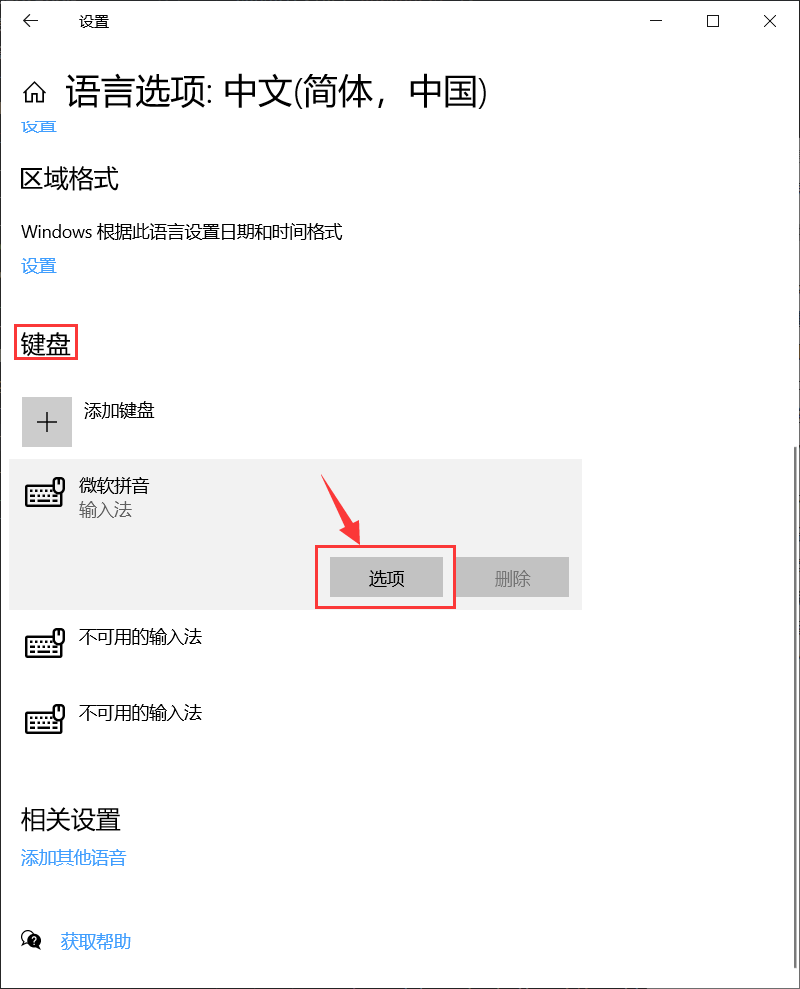 设置
语言选项: 中文(简体，中国)
设置
区域格式
Windows 根据此语言设置日期和时间格式
设置
键盘
添加键盘
微软拼音
输入法
选项
删除
不可用的输入法
不可用的输入法
相关设置
添加其他语音
获取帮助